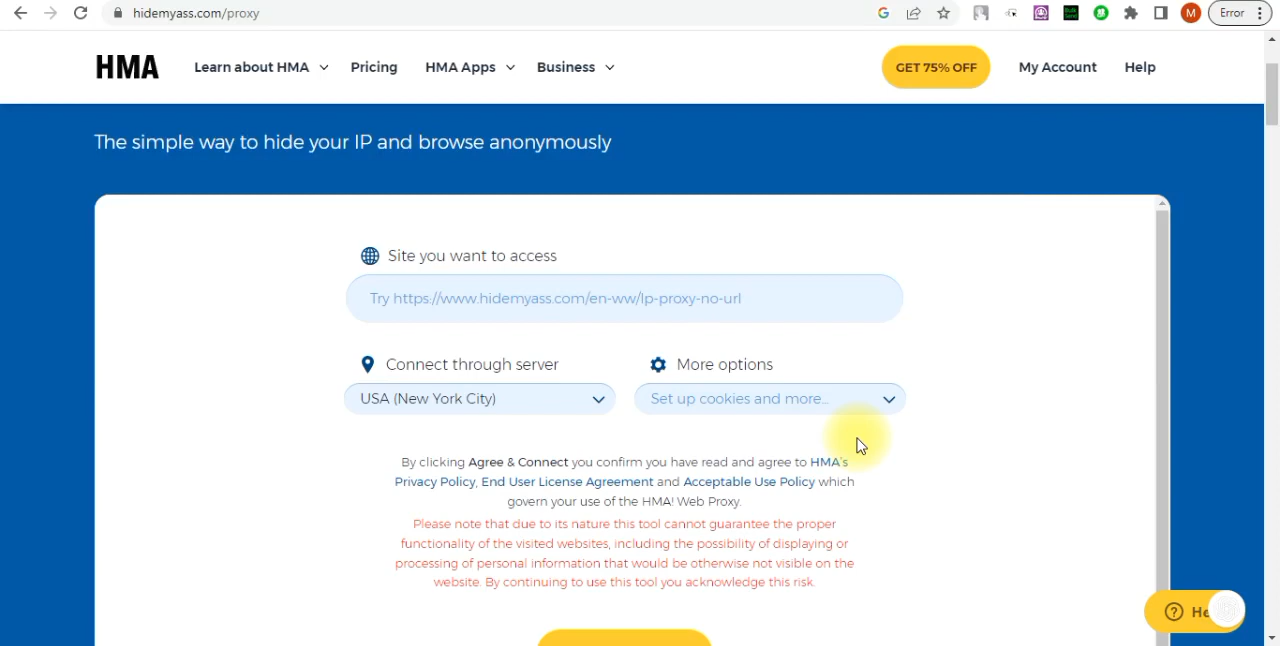 hidemyass.com/proxy
Error
HMA
Learn about HMA
Pricing
HMA Apps
Business
GET 75% OFF
My Account
Help
The simple way to hide your IP and browse anonymously
Site you want to access
Try https://www.hidemyass.com/en-ww/lp-proxy-no-url
Connect through server
More options
USA (New York City)
Set up cookies and more...
By clicking Agree & Connect you confirm you have read and agree to HMA's
Privacy Policy, End User License Agreement and Acceptable Use Policy which
govern your use of the HMA! Web Proxy.
Please note that due to its nature this tool cannot guarantee the proper
functionality of the visited websites, including the possibility of displaying or
processing of personal information that would be otherwise not visible on the
website. By continuing to use this tool you acknowledge this risk.